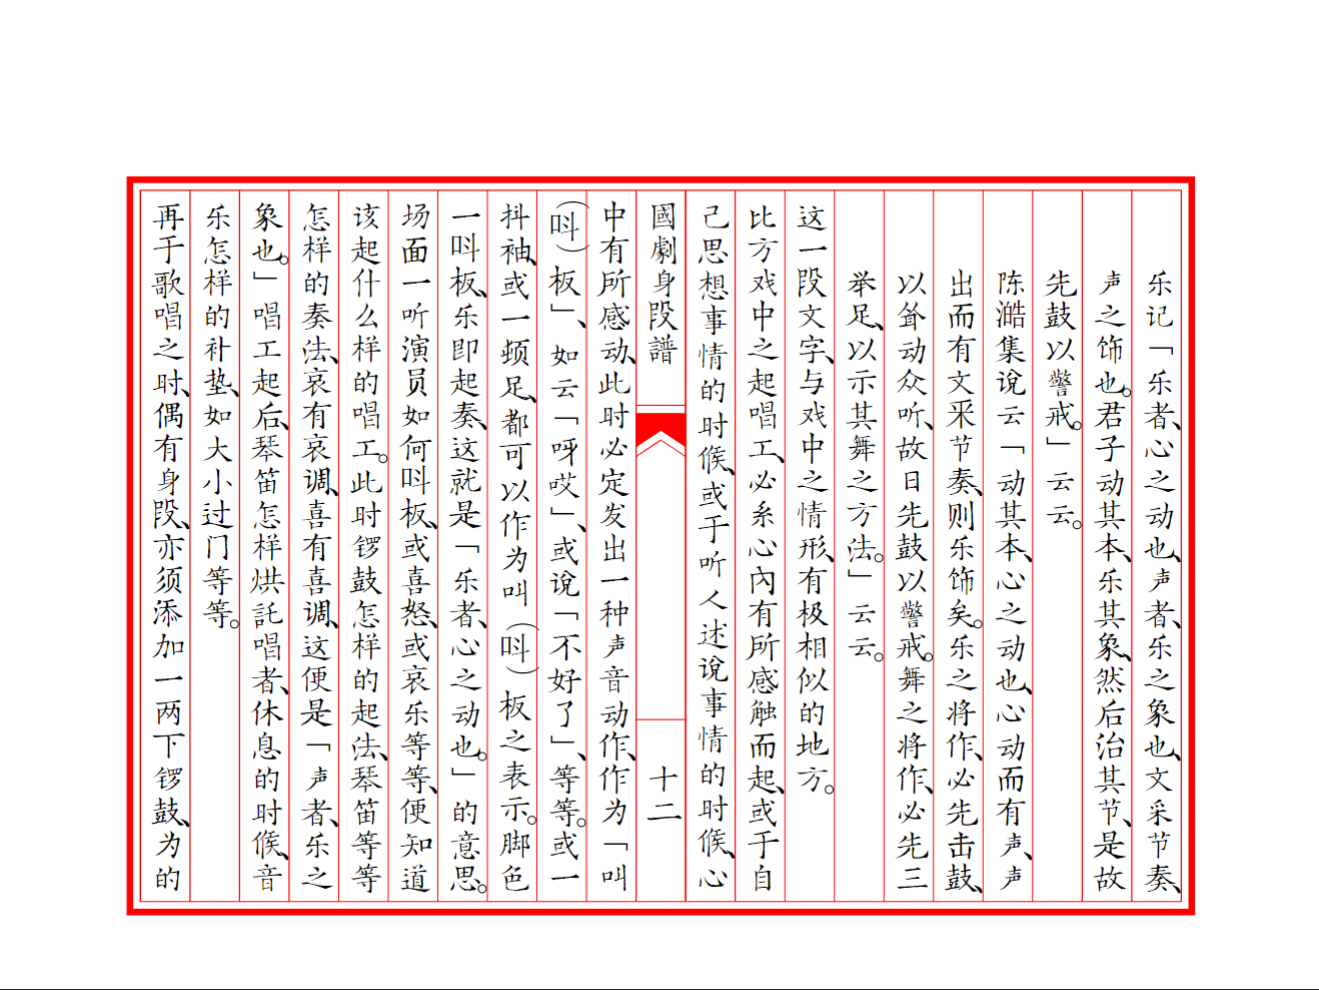 乐记「乐者、心之动也、声者、乐之象也、文采节奏、
声之饰也。君子动其本、乐其象、然后治其节、是故
先鼓以警戒。」云云。
陈澔集说云「动其本、心之动也、心动而有声、声
出而有文采节奏、则乐饰矣。乐之将作、必先击鼓、
以耸动众听、故日先鼓以警戒。舞之将作、必先三
举足、以示其舞之方法。」云云。
这一段文字、与戏中之情形、有极相似的地方。
比方戏中之起唱工、必系心內有所感触而起、或于自
己思想事情的时候、或于听人述说事情的时候、心
國劇身段譜
十二
中有所感动、此时必定发出一种声音动作、作为「叫
（呌）板」、如云「呀哎」、或说「不好了」、等等。或一
抖袖、或一顿足、都可以作为叫（呌）板之表示。脚色
一呌板、乐即起奏、这就是「乐者、心之动也。」的意思。
场面一听演员如何呌板、或喜怒、或哀乐等等、便知道
该起什么样的唱工。此时锣鼓怎样的起法、琴笛等等
怎样的奏法、哀有哀调、喜有喜调、这便是「声者、乐之
象也。」唱工起后、琴笛怎样烘託唱者、休息的时候、音
乐怎样的补垫、如大小过门等等。
再于歌唱之时、偶有身段、亦须添加一两下锣鼓、为的